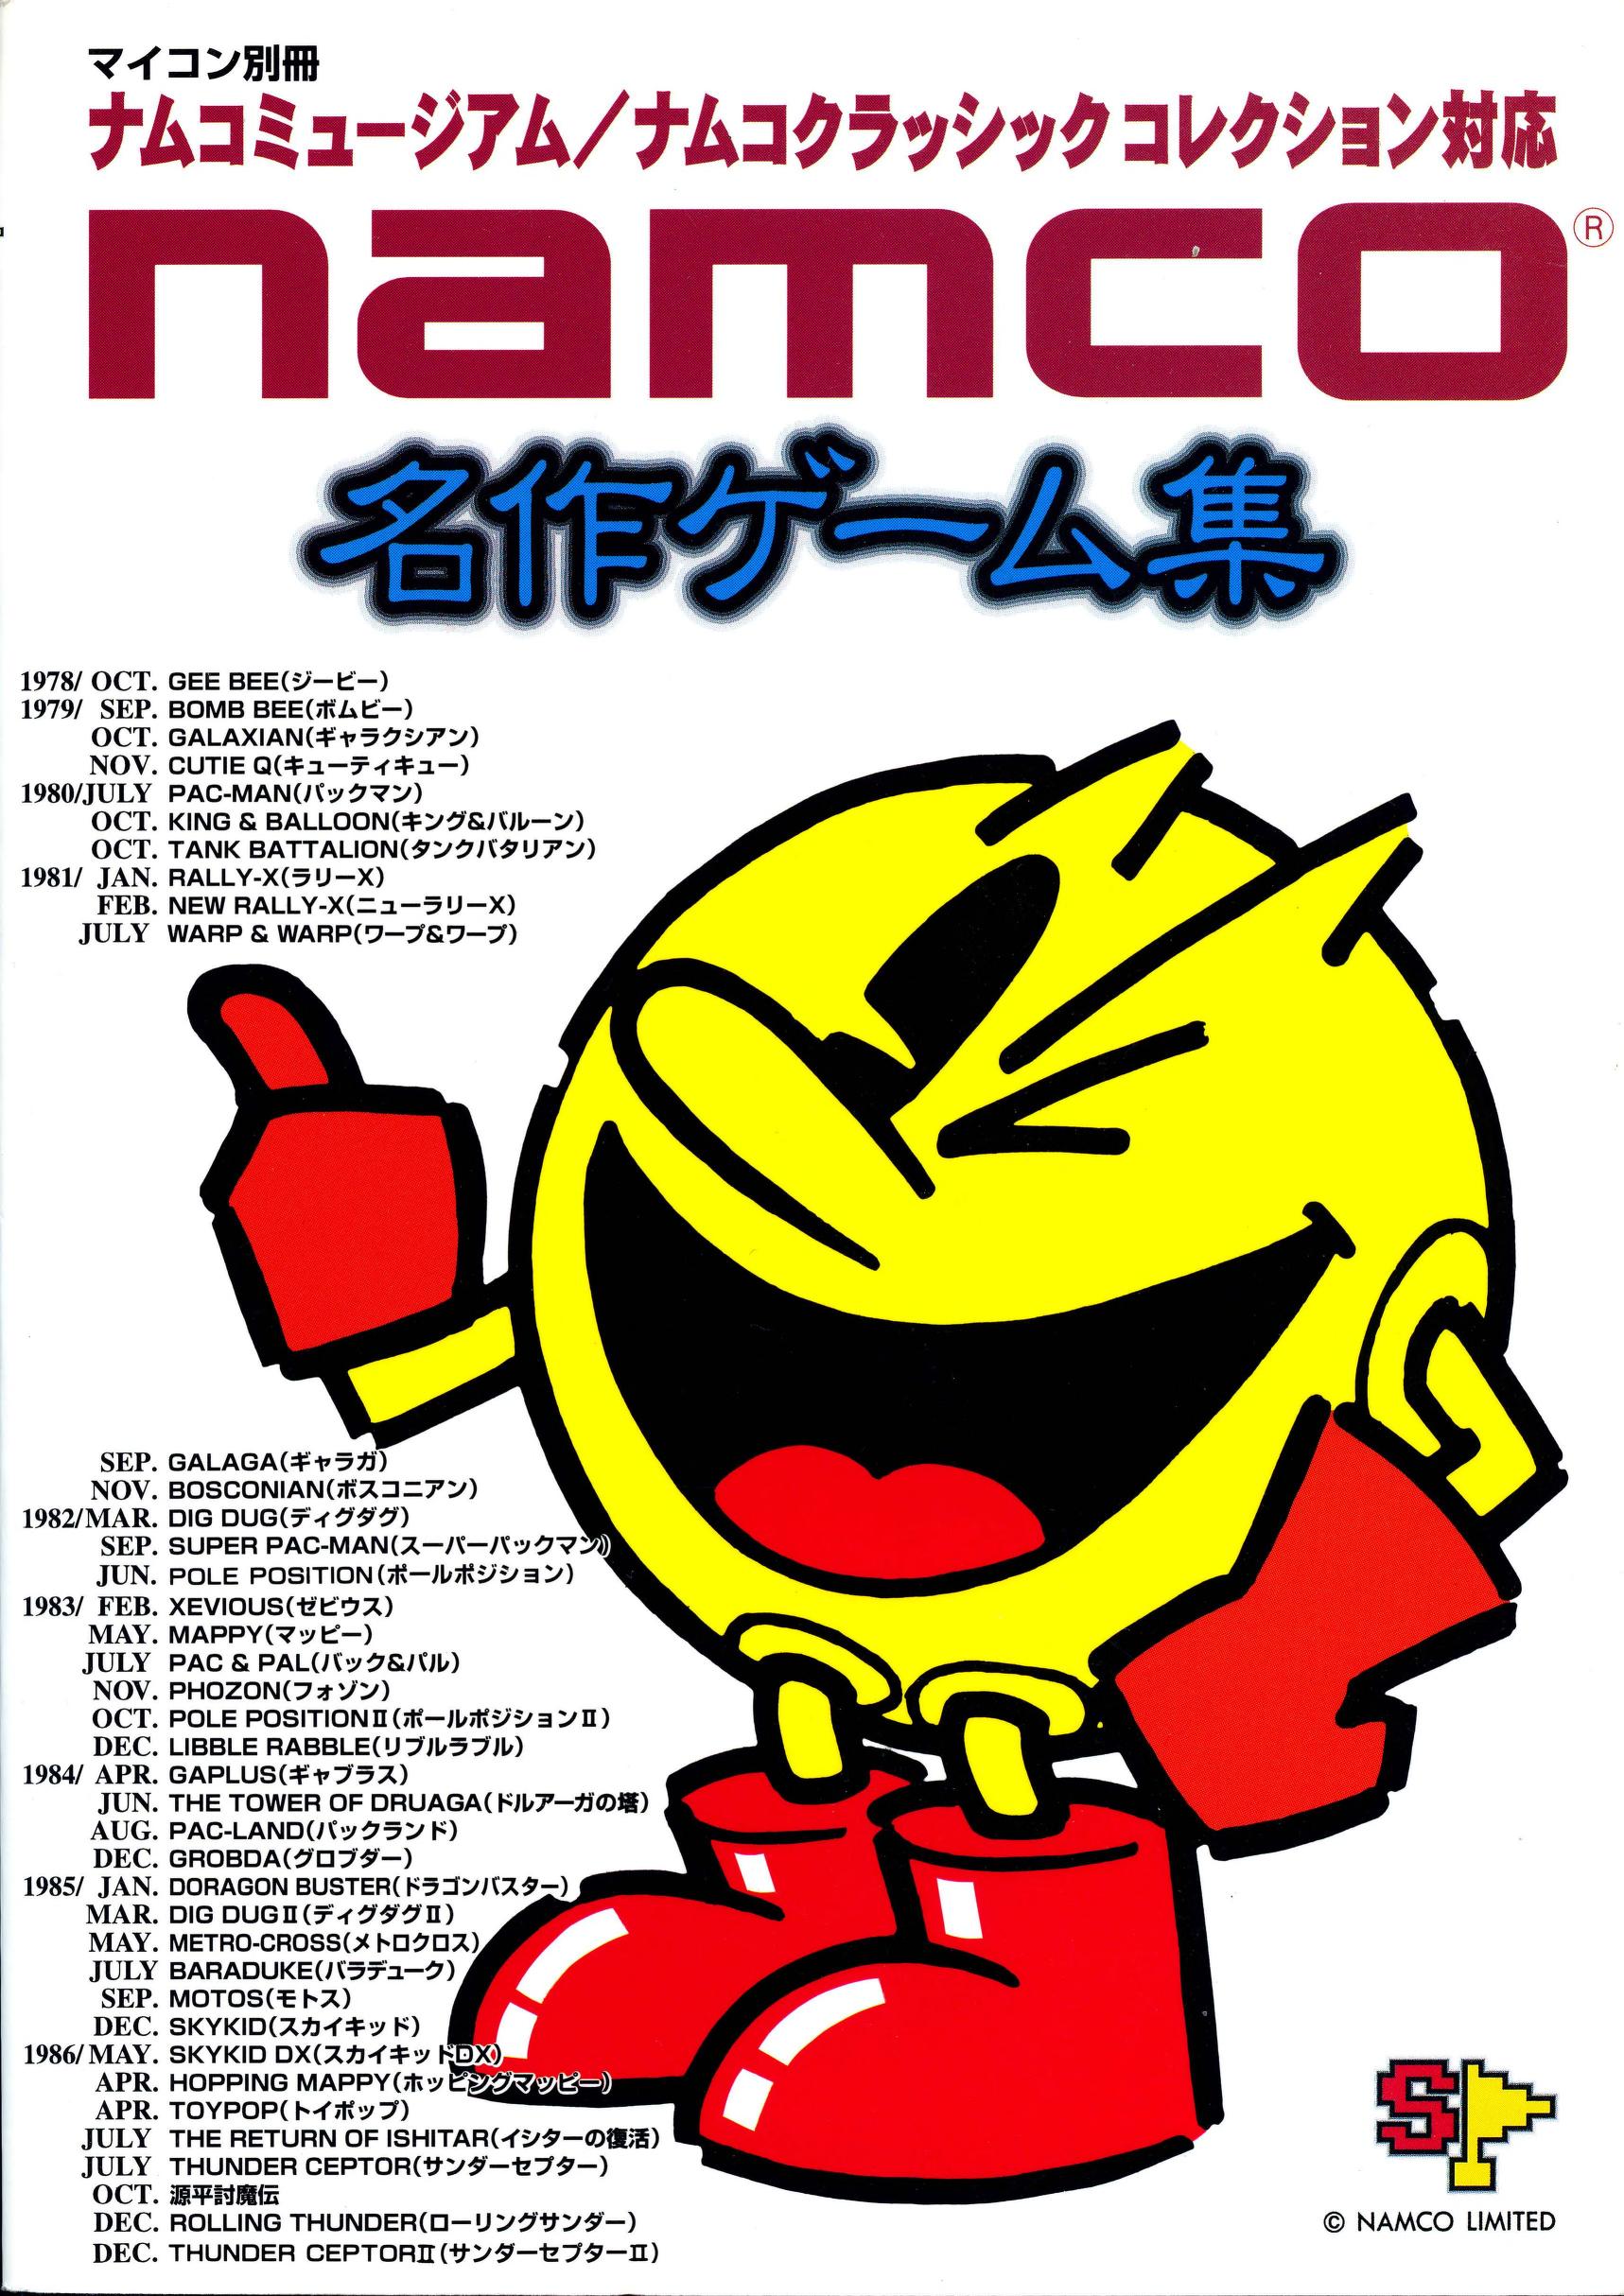 マイコン別冊
ナムコミュージアム/ナムコクラッシックコレクション対応
namco®
名作ゲーム集
1978/ OCT. GEE BEE(ジービー)
1979/ SEP. BOMB BEE(ボムビー)
OCT. GALAXIAN(ギャラクシアン)
NOV. CUTIE Q(キューティキュー)
1980/JULY PAC-MAN(パックマン)
OCT. KING & BALLOON(キング&バルーン)
OCT. TANK BATTALION(タンクバタリアン)
1981/ JAN. RALLY-X(ラリーX)
FEB. NEW RALLY-X(ニューラリーX)
JULY WARP & WARP(ワープ&ワープ)
SEP. GALAGA(ギャラガ)
NOV. BOSCONIAN(ボスコニアン)
1982/MAR. DIG DUG(ディグダグ)
SEP. SUPER PAC-MAN(スーパーパックマン)
JUN. POLE POSITION(ポールポジション)
1983/ FEB. XEVIOUS(ゼビウス)
MAY. MAPPY(マッピー)
JULY PAC & PAL(パック&パル)
NOV. PHOZON(フォゾン)
OCT. POLE POSITIONⅡ(ポールポジションⅡ)
DEC. LIBBLE RABBLE(リブルラブル)
1984/ APR. GAPLUS(ギャプラス)
JUN. THE TOWER OF DRUAGA(ドルアーガの塔)
AUG. PAC-LAND(パックランド)
DEC. GROBDA(グロブダー)
1985/ JAN. DORAGON BUSTER(ドラゴンバスター)
MAR. DIG DUGⅡ(ディグダグⅡ)
MAY. METRO-CROSS(メトロクロス)
JULY BARADUKE(バラデューク)
SEP. MOTOS(モトス)
DEC. SKYKID(スカイキッド)
1986/ MAY. SKYKID DX(スカイキッドDX)
APR. HOPPING MAPPY(ホッピングマッピー)
APR. TOYPOP(トイポップ)
JULY THE RETURN OF ISHITAR(イシターの復活)
JULY THUNDER CEPTOR(サンダーセプター)
OCT. 源平討魔伝
DEC. ROLLING THUNDER(ローリングサンダー)
DEC. THUNDER CEPTORⅡ(サンダーセプターⅡ)
S
© NAMCO LIMITED